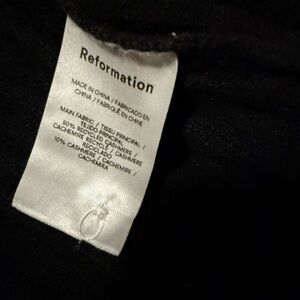 Reformation
MADE IN CHINA / FABRICADO EN
CHINA / FABRIQUÉ EN CHINE
MAIN FABRIC / TISSU PRINCIPAL /
TEJIDO PRINCIPAL
90% RECYCLED CASHMERE /
CACHEMIRE RECYCLÉ / CASHMERE
RECICLADO
10% CASHMERE / CACHEMIRE /
CACHEMIRA